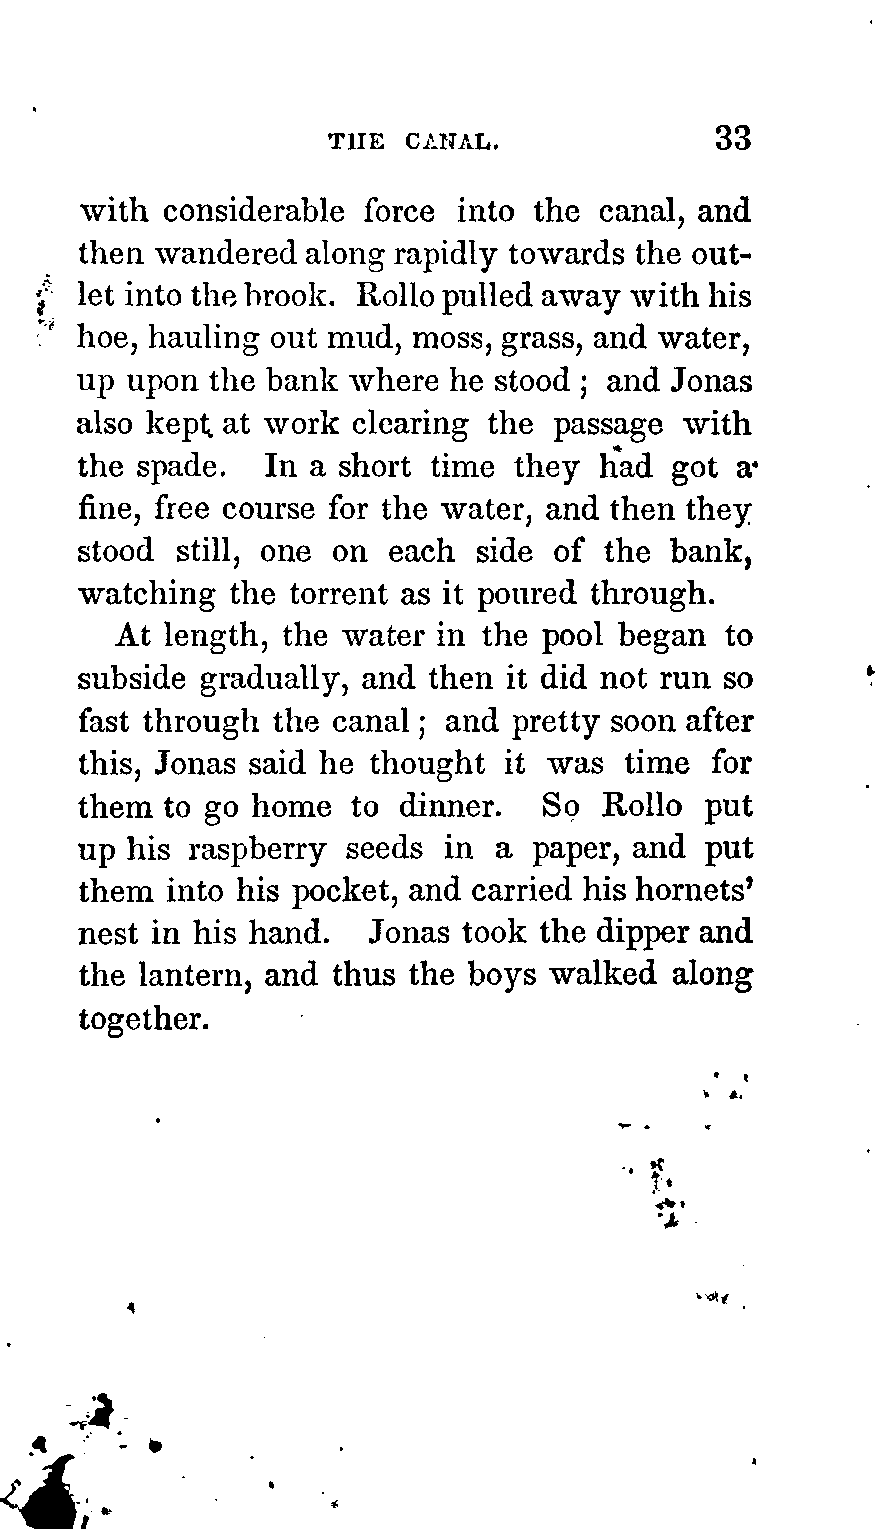 THE CANAL. 33
with considerable force into the canal, and
then wandered along rapidly towards the out-
let into the brook. Rollo pulled away with his
hoe, hauling out mud, moss, grass, and water,
up upon the bank where he stood ; and Jonas
also kept at work clearing the passage with
the spade. In a short time they had got a
fine, free course for the water, and then they
stood still, one on each side of the bank,
watching the torrent as it poured through.
At length, the water in the pool began to
subside gradually, and then it did not run so
fast through the canal ; and pretty soon after
this, Jonas said he thought it was time for
them to go home to dinner. So Rollo put
up his raspberry seeds in a paper, and put
them into his pocket, and carried his hornets'
nest in his hand. Jonas took the dipper and
the lantern, and thus the boys walked along
together.